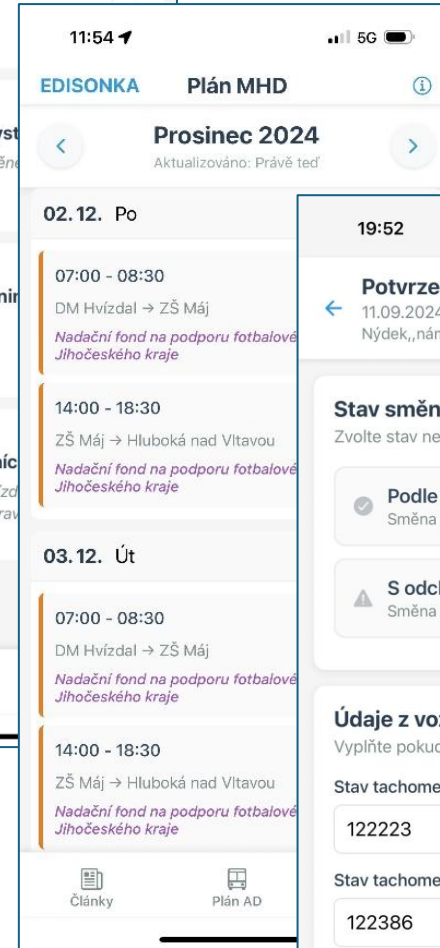 11:54
5G
EDISONKA
Plán MHD
Prosinec 2024
Aktualizováno: Právě teď
02.12. Po
07:00 - 08:30
DM Hvízdal → ZŠ Máj
Nadační fond na podporu fotbalové
Jihočeského kraje
14:00 - 18:30
ZŠ Máj → Hluboká nad Vltavou
Nadační fond na podporu fotbalové
Jihočeského kraje
03.12. Út
07:00 - 08:30
DM Hvízdal → ZŠ Máj
Nadační fond na podporu fotbalové
Jihočeského kraje
14:00 - 18:30
ZŠ Máj → Hluboká nad Vltavou
Nadační fond na podporu fotbalové
Jihočeského kraje
Články
Plán AD
19:52
Potvrze
11.09.2024
Nýdek,,nám
Stav směn
Zvolte stav ne
Podle
Směna
S odch
Směna
Údaje z voz
Vyplňte pokud
Stav tachome
122223
Stav tachome
122386